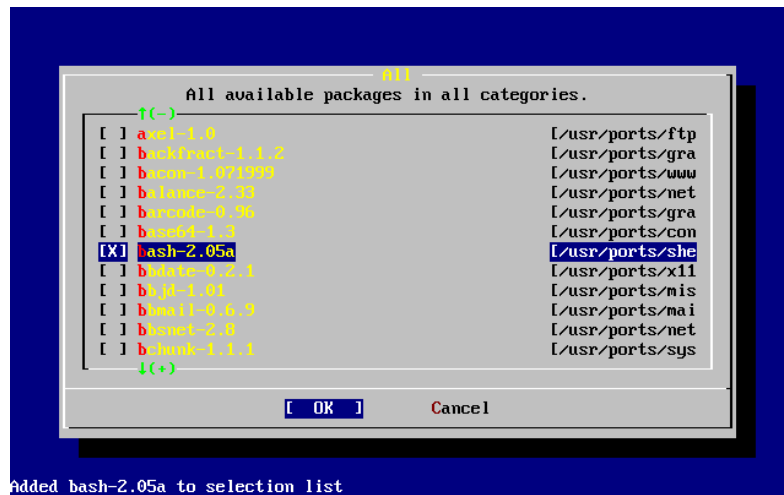 All
All available packages in all categories.
↑(-)
[ ] axel-1.0 [/usr/ports/ftp
[ ] backfract-1.1.2 [/usr/ports/gra
[ ] bacon-1.071999 [/usr/ports/www
[ ] balance-2.33 [/usr/ports/net
[ ] barcode-0.96 [/usr/ports/gra
[ ] base64-1.3 [/usr/ports/con
[X] bash-2.05a [/usr/ports/she
[ ] bbdate-0.2.1 [/usr/ports/x11
[ ] bbjd-1.01 [/usr/ports/mis
[ ] bbmail-0.6.9 [/usr/ports/mai
[ ] bbsnet-2.8 [/usr/ports/net
[ ] bchunk-1.1.1 [/usr/ports/sys
↓(+)
[ OK ] Cancel
Added bash-2.05a to selection list